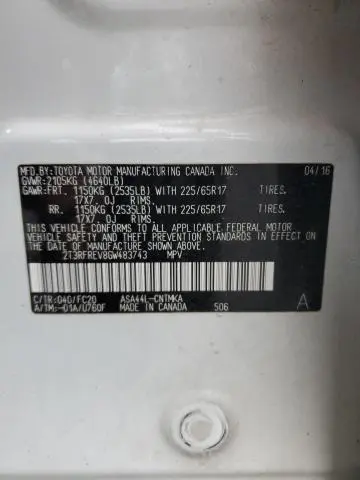 MFD.BY:TOYOTA MOTOR MANUFACTURING CANADA INC. 04/16
GVWR:2105KG (4640LB)
GAWR:FRT. 1150KG (2535LB) WITH 225/65R17 TIRES.
17X7. 0J RIMS.
RR. 1150KG (2535LB) WITH 225/65R17 TIRES.
17X7. 0J RIMS.
THIS VEHICLE CONFORMS TO ALL APPLICABLE FEDERAL MOTOR
VEHICLE SAFETY, AND THEFT PREVENTION STANDARDS IN EFFECT
ON THE DATE OF MANUFACTURE SHOWN ABOVE.
2T3RFREV8GW483743 MPV
C/TR:040/FC20 ASA44L-CNTMKA
A/TM:-01A/U760F MADE IN CANADA 506 A